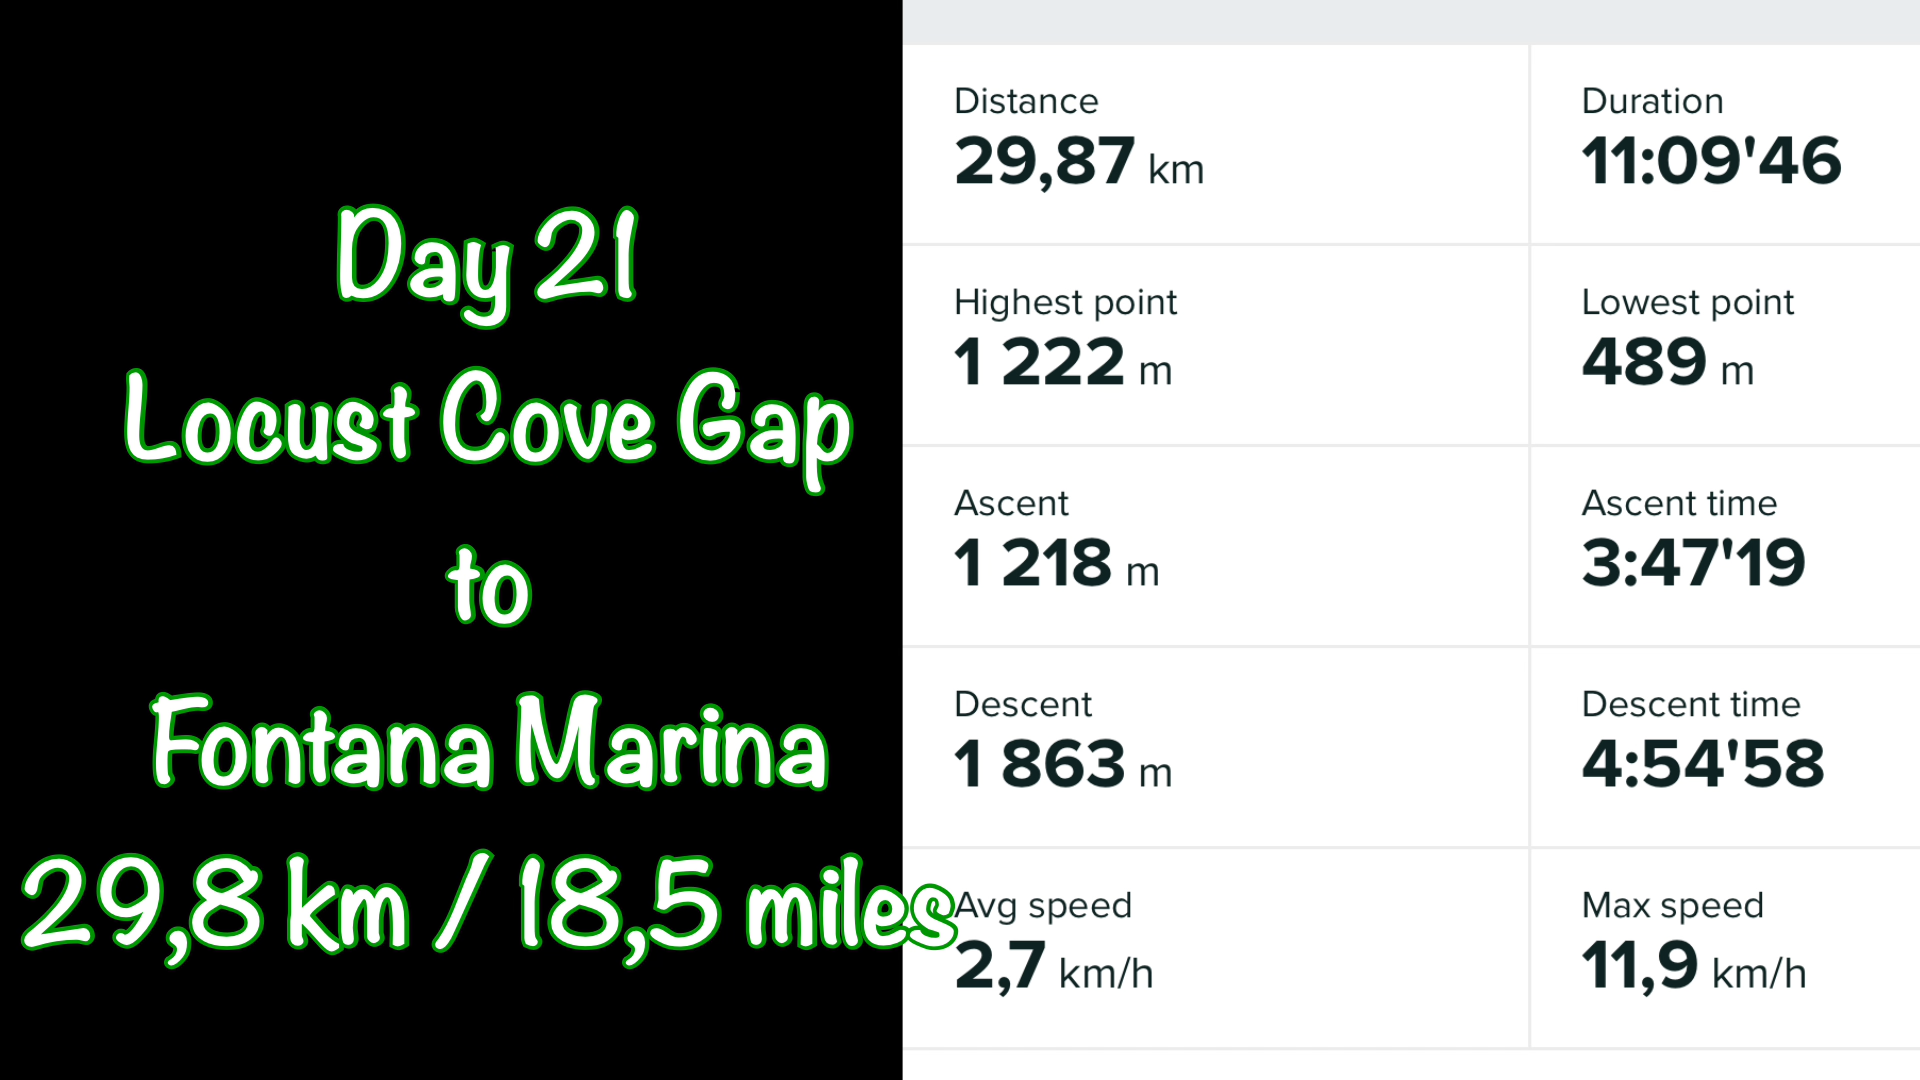 Day 21
Locust Cove Gap
to
Fontana Marina
29,8 km / 18,5 miles
Distance
29,87 km
Duration
11:09'46
Highest point
1 222 m
Lowest point
489 m
Ascent
1 218 m
Ascent time
3:47'19
Descent
1 863 m
Descent time
4:54'58
Avg speed
2,7 km/h
Max speed
11,9 km/h